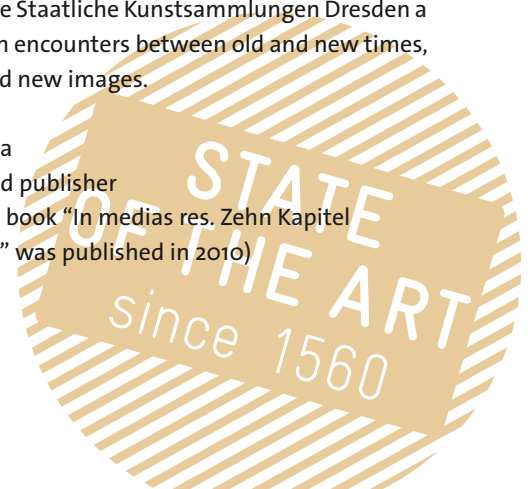 e Staatliche Kunstsammlungen Dresden a
n encounters between old and new times,
d new images.
a
d publisher
book “In medias res. Zehn Kapitel
” was published in 2010)
STATE
OF THE ART
since 1560